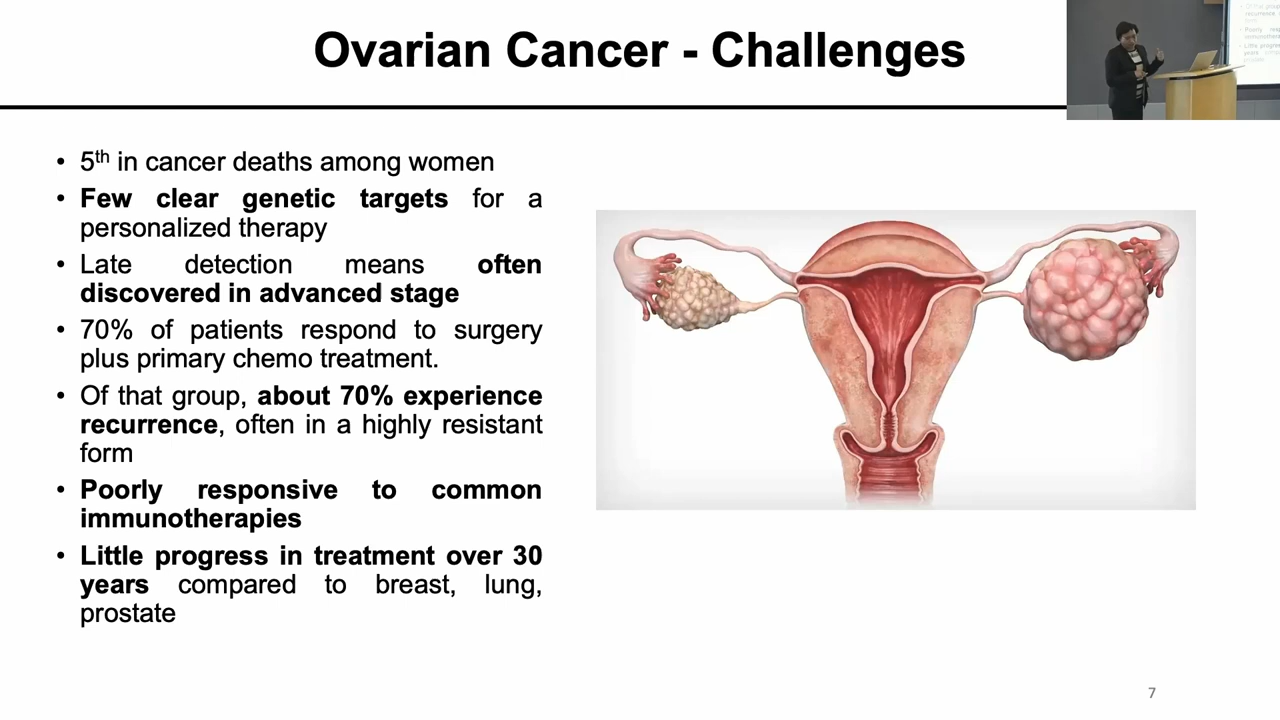 Ovarian Cancer - Challenges
• 5th in cancer deaths among women
• Few clear genetic targets for a
personalized therapy
• Late detection means often
discovered in advanced stage
• 70% of patients respond to surgery
plus primary chemo treatment.
• Of that group, about 70% experience
recurrence, often in a highly resistant
form
• Poorly responsive to common
immunotherapies
• Little progress in treatment over 30
years compared to breast, lung,
prostate
7